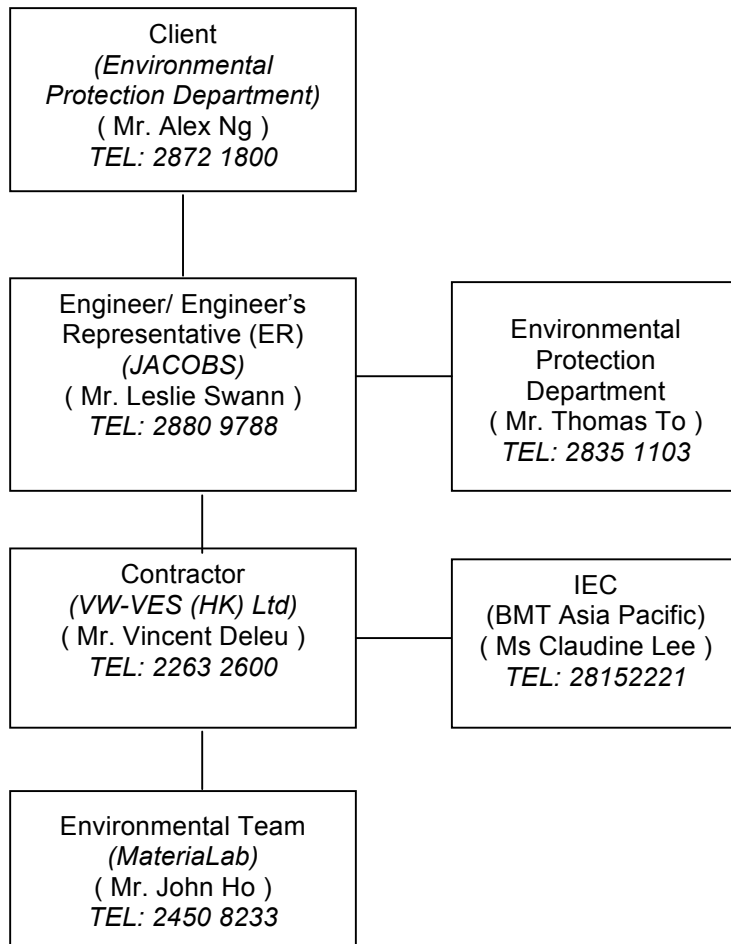 Client
(Environmental
Protection Department)
( Mr. Alex Ng )
TEL: 2872 1800
Engineer/ Engineer’s
Representative (ER)
(JACOBS)
( Mr. Leslie Swann )
TEL: 2880 9788
Environmental
Protection
Department
( Mr. Thomas To )
TEL: 2835 1103
Contractor
(VW-VES (HK) Ltd)
( Mr. Vincent Deleu )
TEL: 2263 2600
IEC
(BMT Asia Pacific)
( Ms Claudine Lee )
TEL: 28152221
Environmental Team
(MateriaLab)
( Mr. John Ho )
TEL: 2450 8233